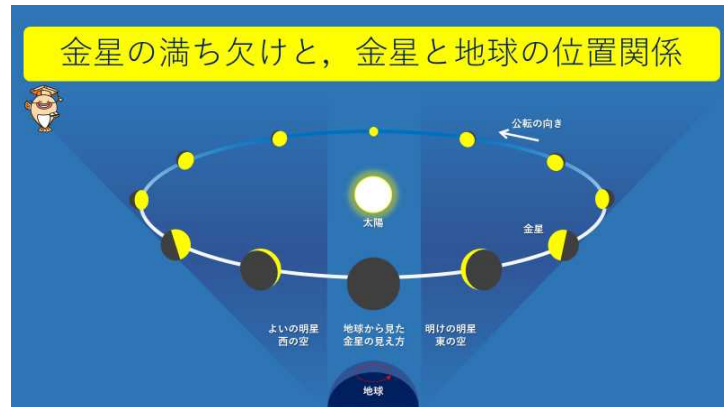 金星の満ち欠けと，金星と地球の位置関係
公転の向き
太陽
金星
よいの明星
西の空
地球から見た
金星の見え方
明けの明星
東の空
地球